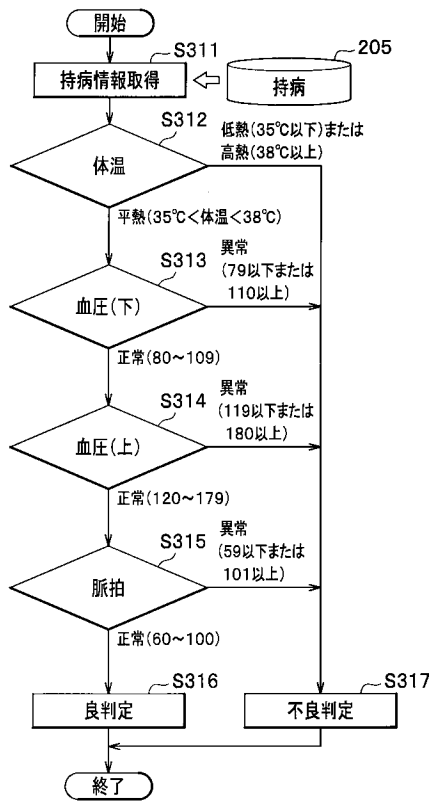 開始
S311
持病情報取得
205
持病
S312
体温
低熱(35℃以下)または
高熱(38℃以上)
平熱(35℃<体温<38℃)
S313
血圧(下)
異常
(79以下または
110以上)
正常(80~109)
S314
血圧(上)
異常
(119以下または
180以上)
正常(120~179)
S315
脈拍
異常
(59以下または
101以上)
正常(60~100)
S316
良判定
S317
不良判定
終了